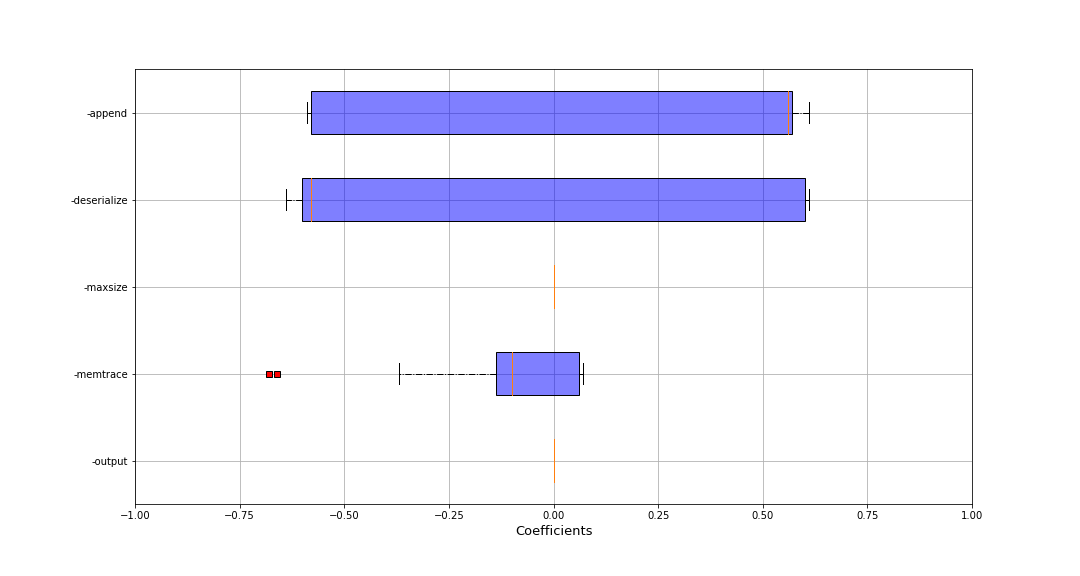 -append
-deserialize
-maxsize
-memtrace
-output
−1.00 −0.75 −0.50 −0.25 0.00 0.25 0.50 0.75 1.00
Coefficients